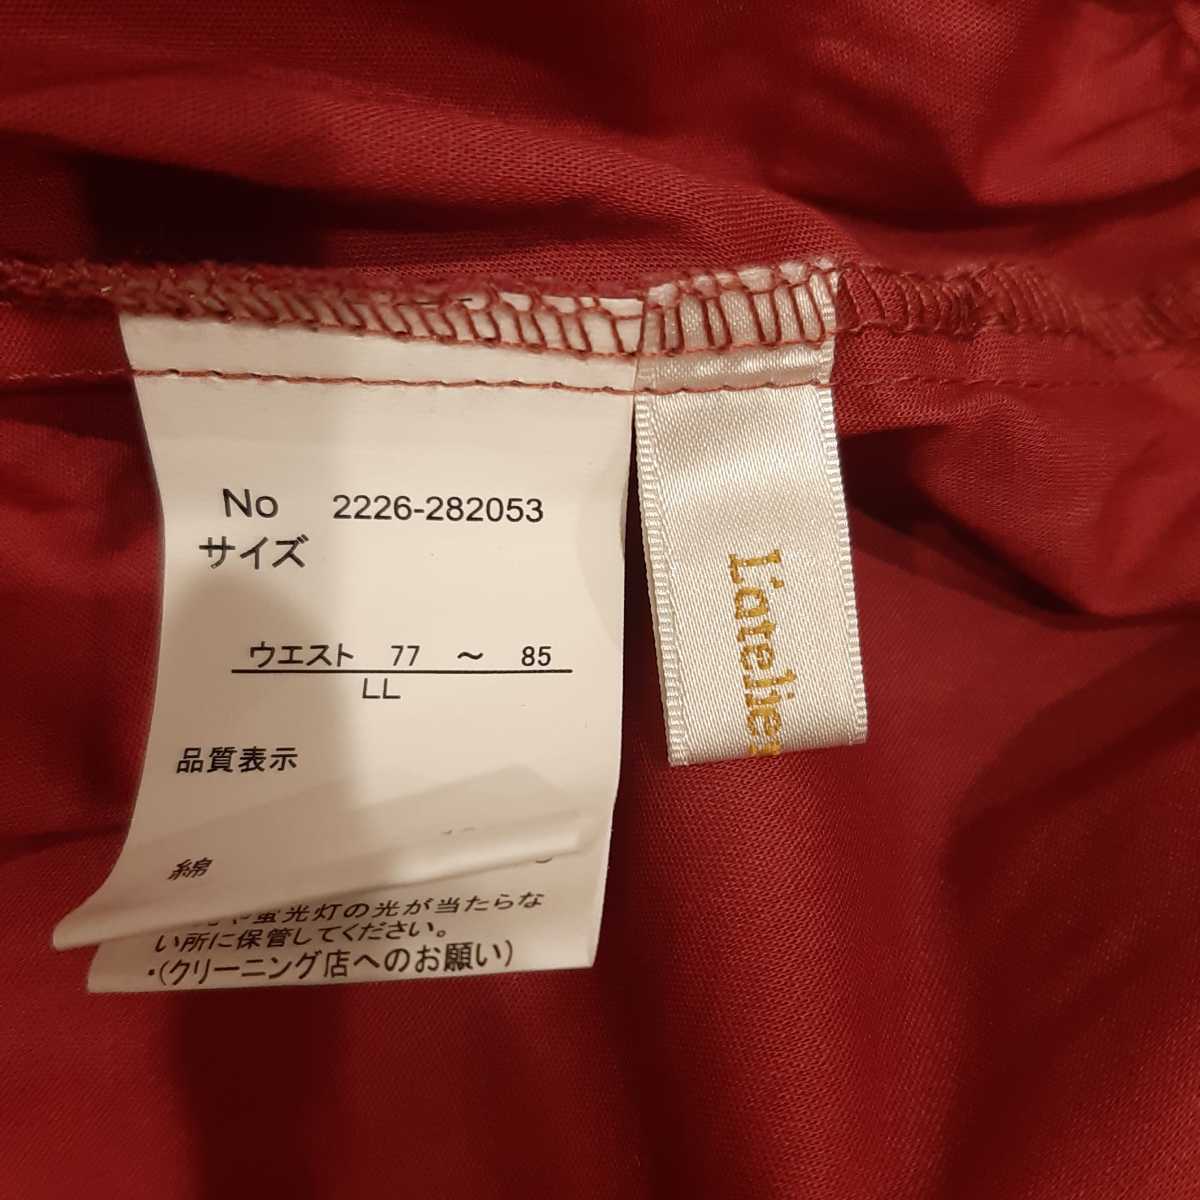 No 2226-282053
サイズ
ウエスト 77 ～ 85
LL
品質表示
綿
蛍光灯の光が当たらな
い所に保管してください。
・(クリーニング店へのお願い)
L'atelier